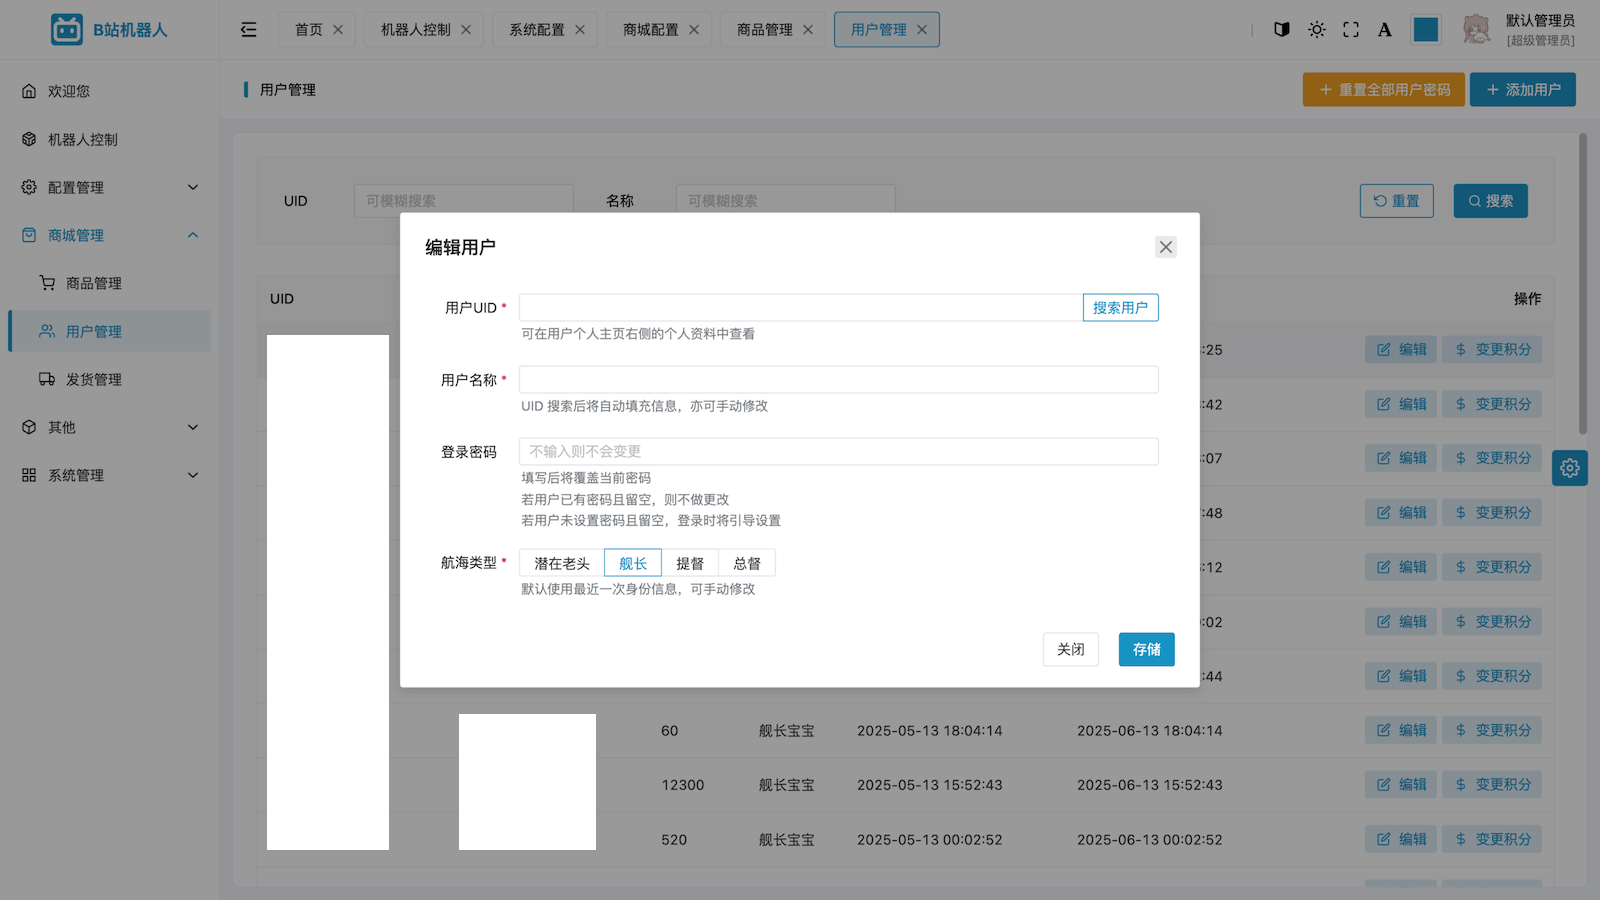 B站机器人
首页
机器人控制
系统配置
商城配置
商品管理
用户管理
A
默认管理员
[超级管理员]
欢迎您
机器人控制
配置管理
商城管理
商品管理
用户管理
发货管理
其他
系统管理
用户管理
重置全部用户密码
添加用户
UID
可模糊搜索
名称
可模糊搜索
重置
搜索
UID
操作
编辑用户
用户UID *
搜索用户
可在用户个人主页右侧的个人资料中查看
用户名称 *
UID 搜索后将自动填充信息，亦可手动修改
登录密码
不输入则不会变更
填写后将覆盖当前密码
若用户已有密码且留空，则不做更改
若用户未设置密码且留空，登录时将引导设置
航海类型 *
潜在老头
舰长
提督
总督
默认使用最近一次身份信息，可手动修改
关闭
存储
:25 编辑 $ 变更积分
:42 编辑 $ 变更积分
:07 编辑 $ 变更积分
:48 编辑 $ 变更积分
:12 编辑 $ 变更积分
:02 编辑 $ 变更积分
:44 编辑 $ 变更积分
60 舰长宝宝 2025-05-13 18:04:14 2025-06-13 18:04:14 编辑 $ 变更积分
12300 舰长宝宝 2025-05-13 15:52:43 2025-06-13 15:52:43 编辑 $ 变更积分
520 舰长宝宝 2025-05-13 00:02:52 2025-06-13 00:02:52 编辑 $ 变更积分